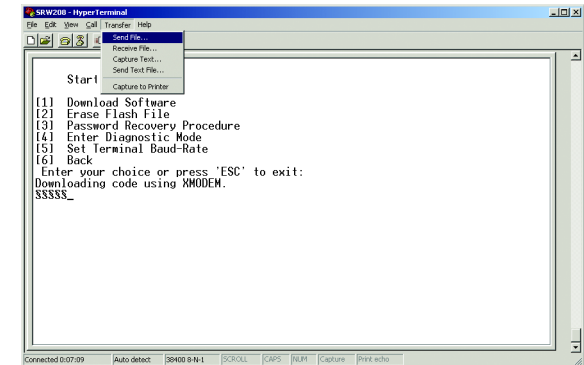 SRW208 - HyperTerminal
File Edit View Call Transfer Help
Send File...
Receive File...
Capture Text...
Send Text File...
Capture to Printer
Start
[1] Download Software
[2] Erase Flash File
[3] Password Recovery Procedure
[4] Enter Diagnostic Mode
[5] Set Terminal Baud-Rate
[6] Back
Enter your choice or press 'ESC' to exit:
Downloading code using XMODEM.
§§§§§_
Connected 0:07:09 Auto detect 38400 8-N-1 SCROLL CAPS NUM Capture Print echo